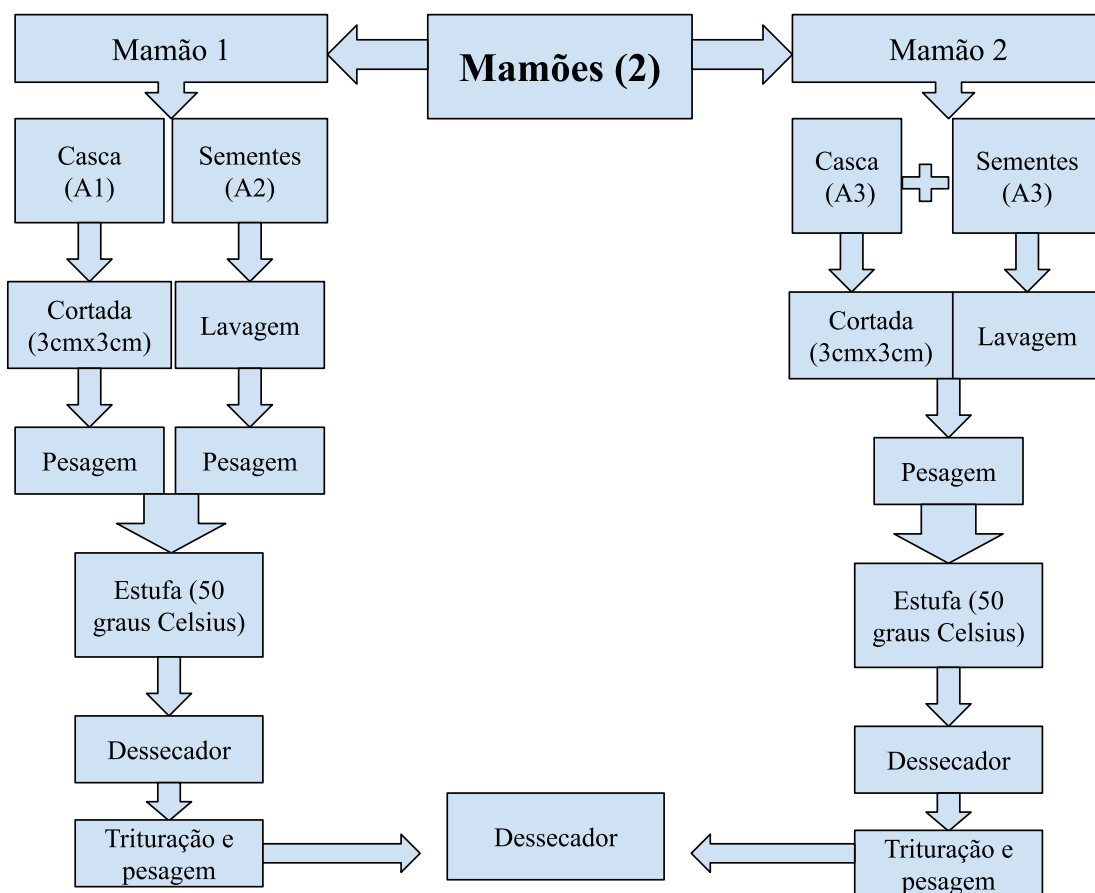 Mamão 1
Mamões (2)
Mamão 2
Casca
(A1)
Sementes
(A2)
Casca
(A3)
Sementes
(A3)
Cortada
(3cmx3cm)
Lavagem
Cortada
(3cmx3cm)
Lavagem
Pesagem
Pesagem
Pesagem
Estufa (50
graus Celsius)
Estufa (50
graus Celsius)
Dessecador
Dessecador
Trituração e
pesagem
Dessecador
Trituração e
pesagem